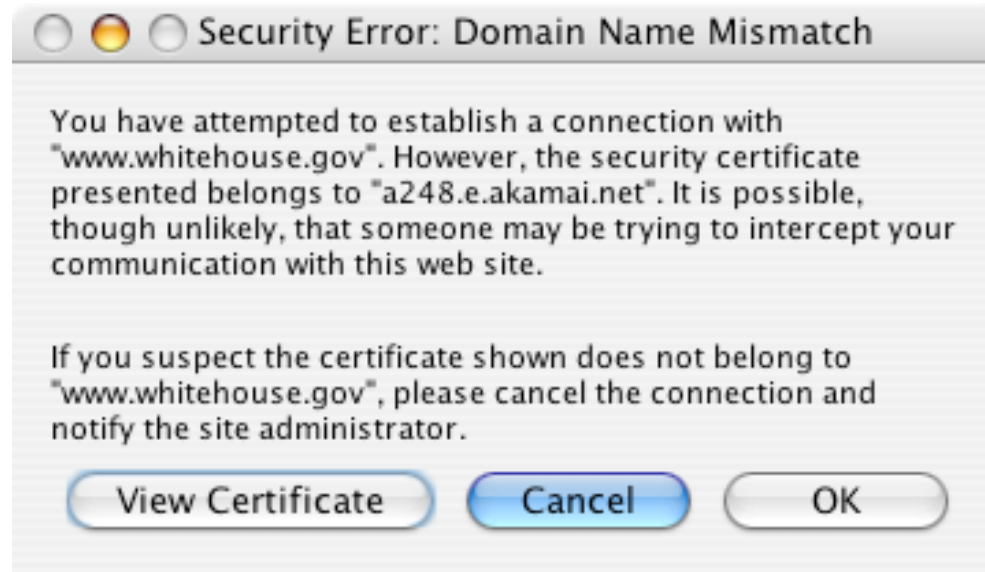 Security Error: Domain Name Mismatch
You have attempted to establish a connection with
"www.whitehouse.gov". However, the security certificate
presented belongs to "a248.e.akamai.net". It is possible,
though unlikely, that someone may be trying to intercept your
communication with this web site.
If you suspect the certificate shown does not belong to
"www.whitehouse.gov", please cancel the connection and
notify the site administrator.
View Certificate Cancel OK